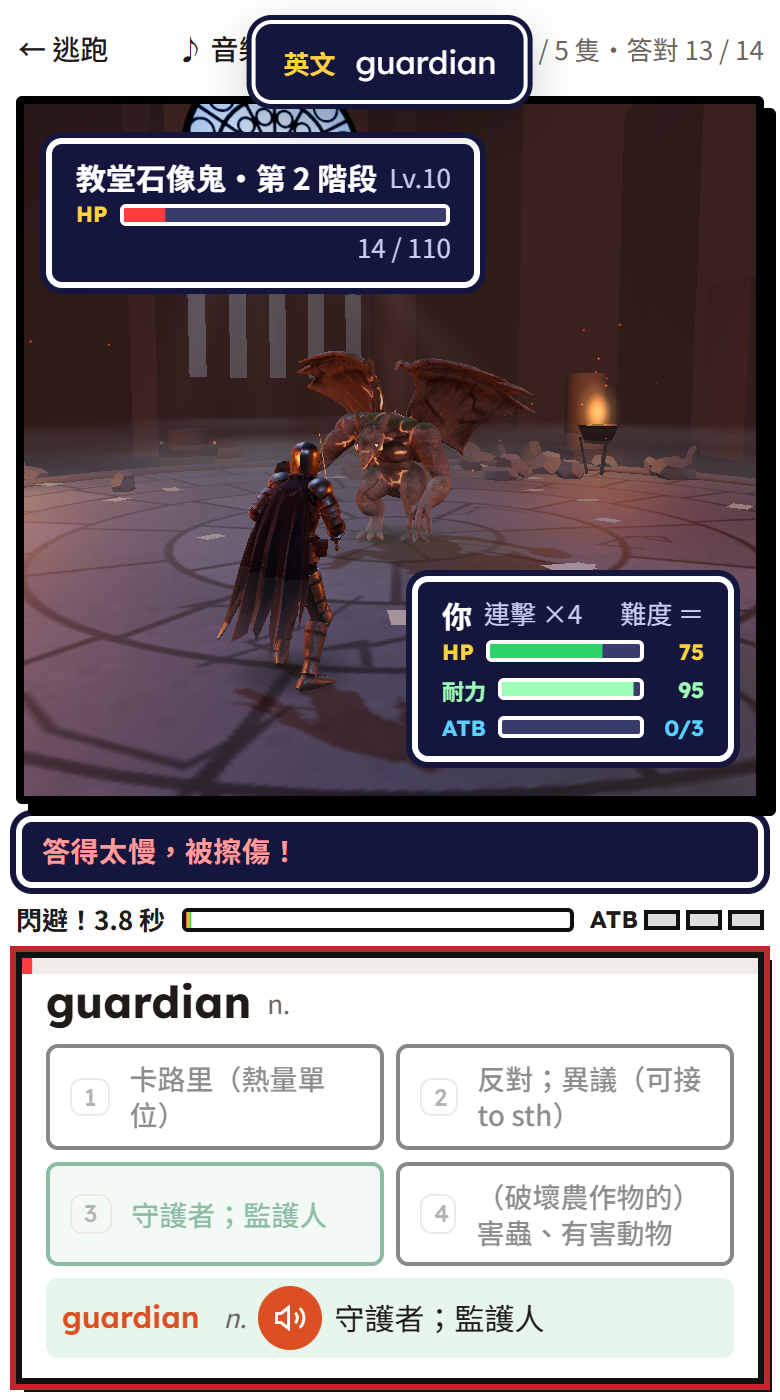 ← 逃跑
♪ 音
英文 guardian
/ 5 隻・答對 13 / 14
教堂石像鬼・第 2 階段 Lv.10
HP
14 / 110
你 連擊 ×4 難度 =
HP 75
耐力 95
ATB 0/3
答得太慢，被擦傷！
閃避！3.8 秒 ATB
guardian n.
1 卡路里（熱量單
位）
2 反對；異議（可接
to sth）
3 守護者；監護人
4 （破壞農作物的）
害蟲、有害動物
guardian n. 守護者；監護人